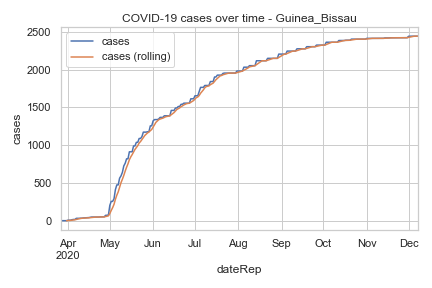 COVID-19 cases over time - Guinea_Bissau
cases
cases (rolling)
2500
2000
1500
1000
500
0
cases
Apr May Jun Jul Aug Sep Oct Nov Dec
2020
dateRep